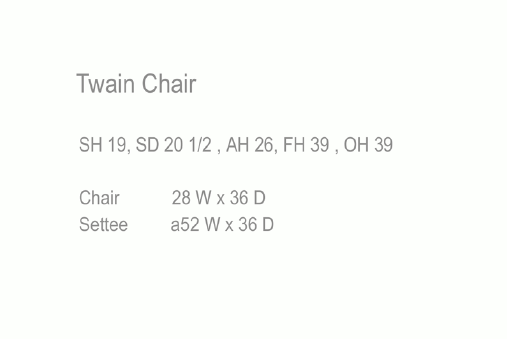 Twain Chair
SH 19, SD 20 1/2 , AH 26, FH 39 , OH 39
Chair 28 W x 36 D
Settee a52 W x 36 D